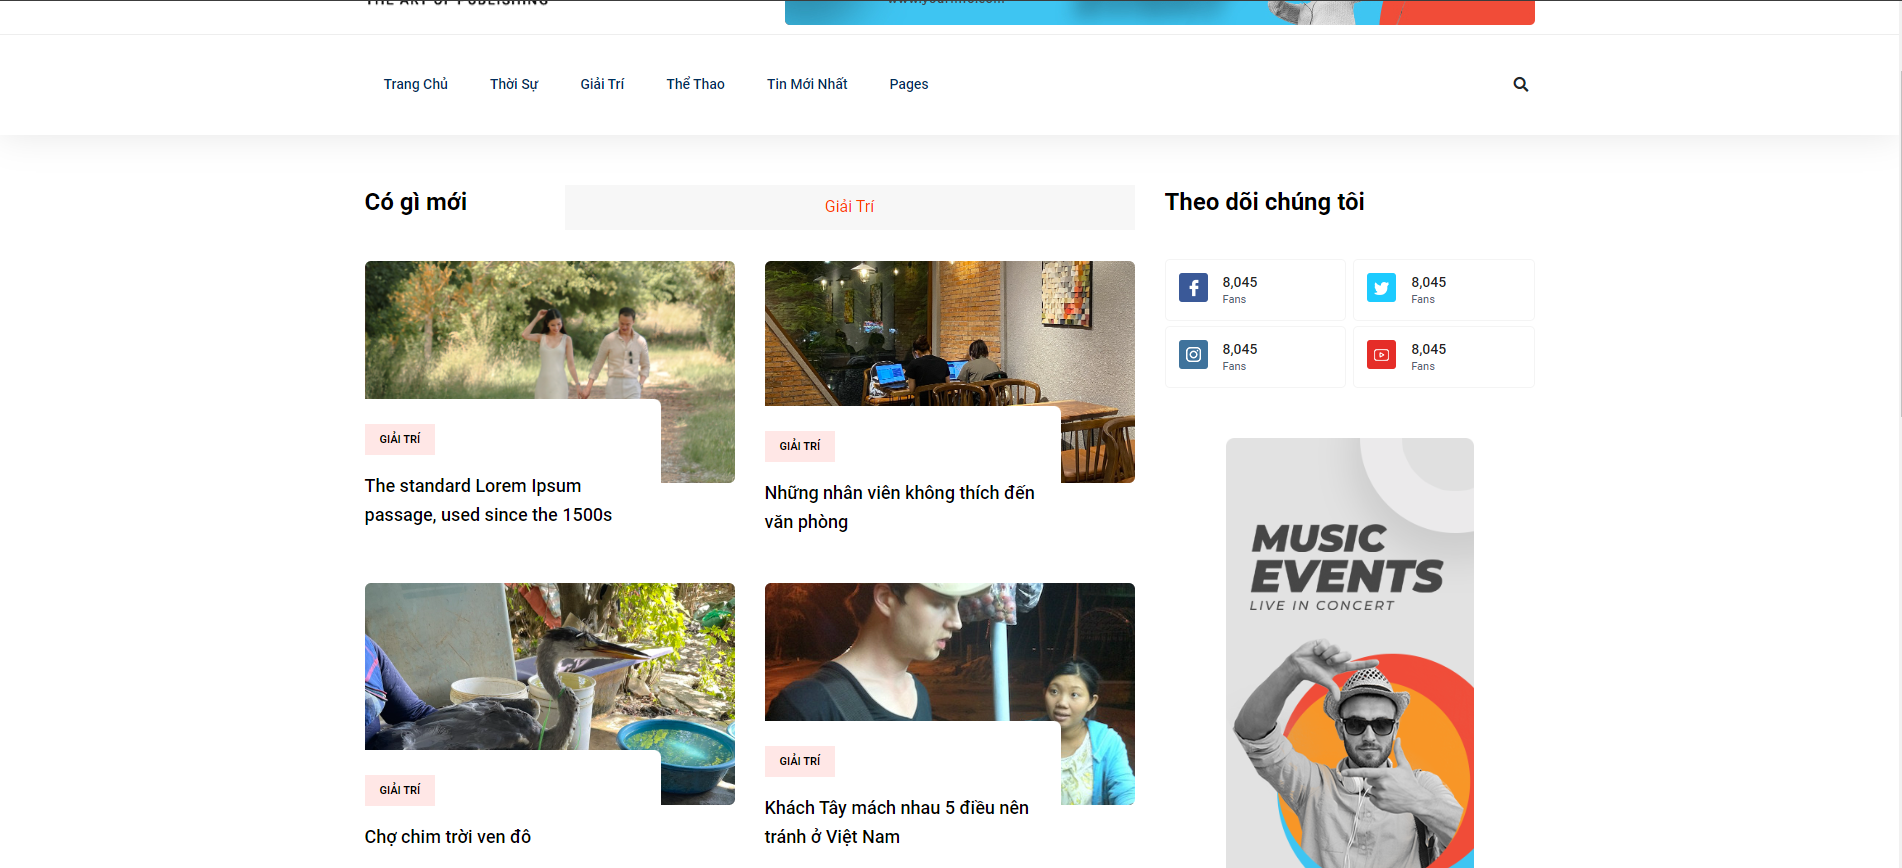 THE ART OF PUBLISHING
Trang Chủ
Thời Sự
Giải Trí
Thể Thao
Tin Mới Nhất
Pages
Có gì mới
Giải Trí
Theo dõi chúng tôi
8,045
Fans
8,045
Fans
8,045
Fans
8,045
Fans
GIẢI TRÍ
The standard Lorem Ipsum
passage, used since the 1500s
GIẢI TRÍ
Những nhân viên không thích đến
văn phòng
MUSIC
EVENTS
LIVE IN CONCERT
GIẢI TRÍ
Chợ chim trời ven đô
GIẢI TRÍ
Khách Tây mách nhau 5 điều nên
tránh ở Việt Nam